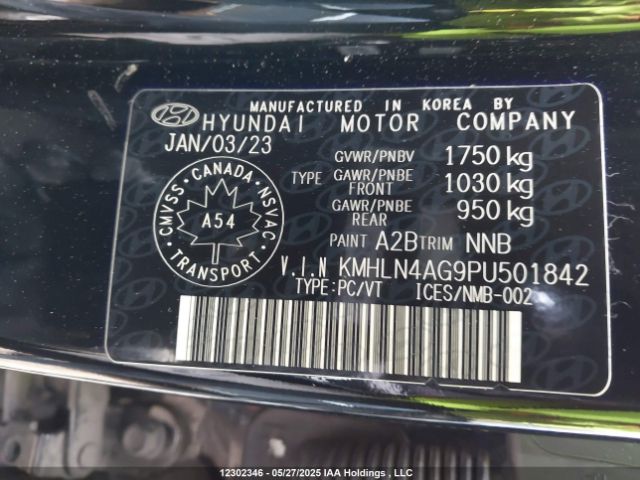 MANUFACTURED IN KOREA BY
HYUNDAI MOTOR COMPANY
JAN/03/23
GVWR/PNBV 1750 kg
TYPE GAWR/PNBE FRONT 1030 kg
GAWR/PNBE REAR 950 kg
CMVSS · CANADA · NSVAC
A54
TRANSPORT
PAINT A2B TRIM NNB
V.I.N KMHLN4AG9PU501842
TYPE:PC/VT ICES/NMB-002
12302346 - 05/27/2025 IAA Holdings , LLC